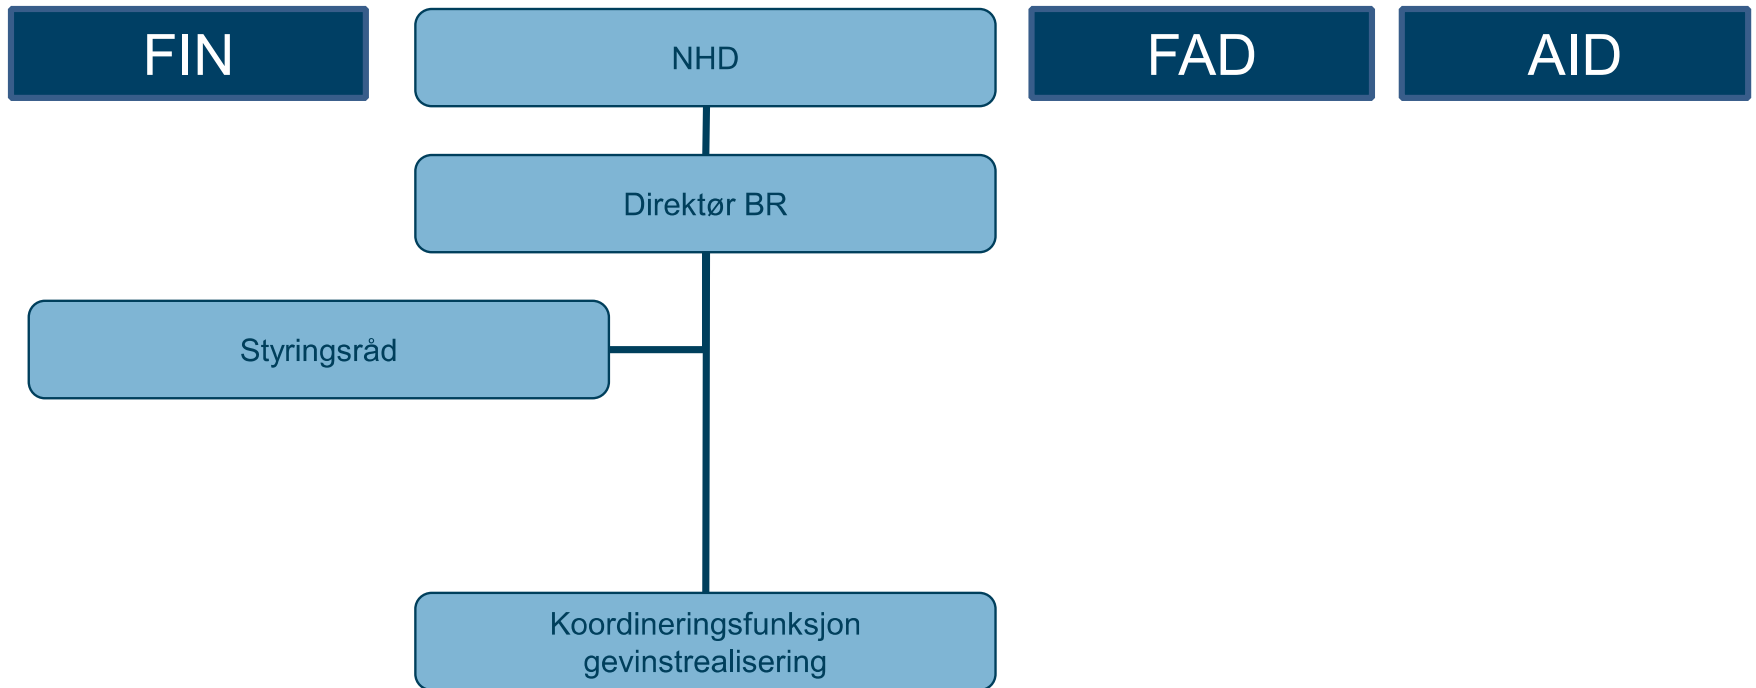 FIN
NHD
FAD
AID
Direktør BR
Styringsråd
Koordineringsfunksjon
gevinstrealisering